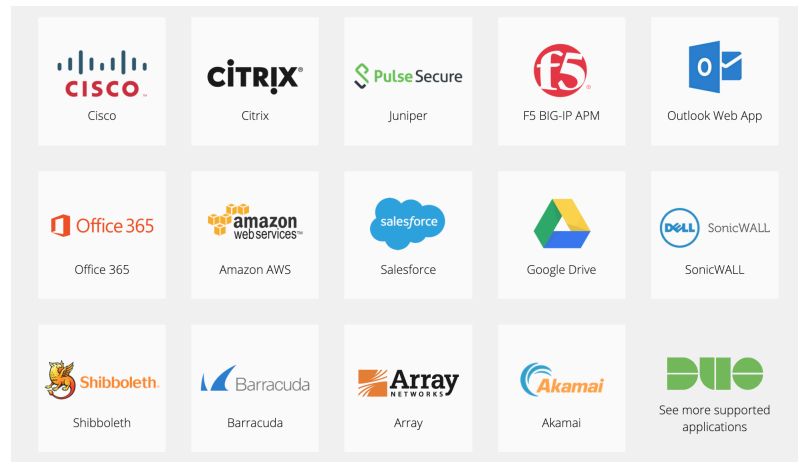 CISCO
Cisco
CiTRIX®
Citrix
Pulse Secure
Juniper
f5®
F5 BIG-IP APM
o
Outlook Web App
Office 365
Office 365
amazon
web services™
Amazon AWS
salesforce
Salesforce
Google Drive
DELL SonicWALL
SonicWALL
Shibboleth.
Shibboleth
Barracuda
Barracuda
Array
NETWORKS
Array
Akamai
Akamai
DUO
See more supported
applications